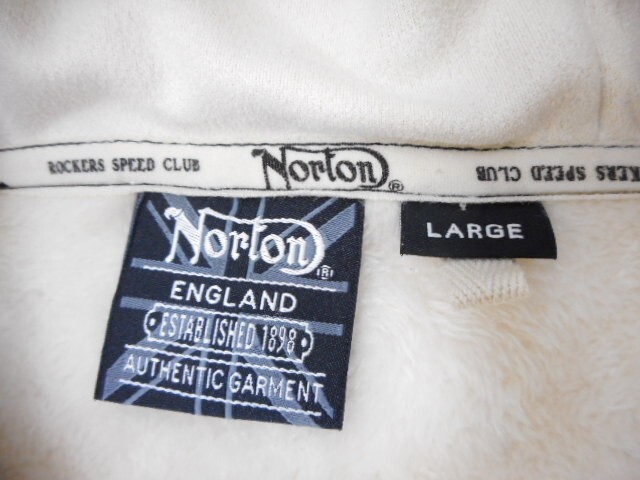 ROCKERS SPEED CLUB Norton® ROCKERS SPEED CLUB
Norton®
ENGLAND
ESTABLISHED 1898
AUTHENTIC GARMENT
LARGE